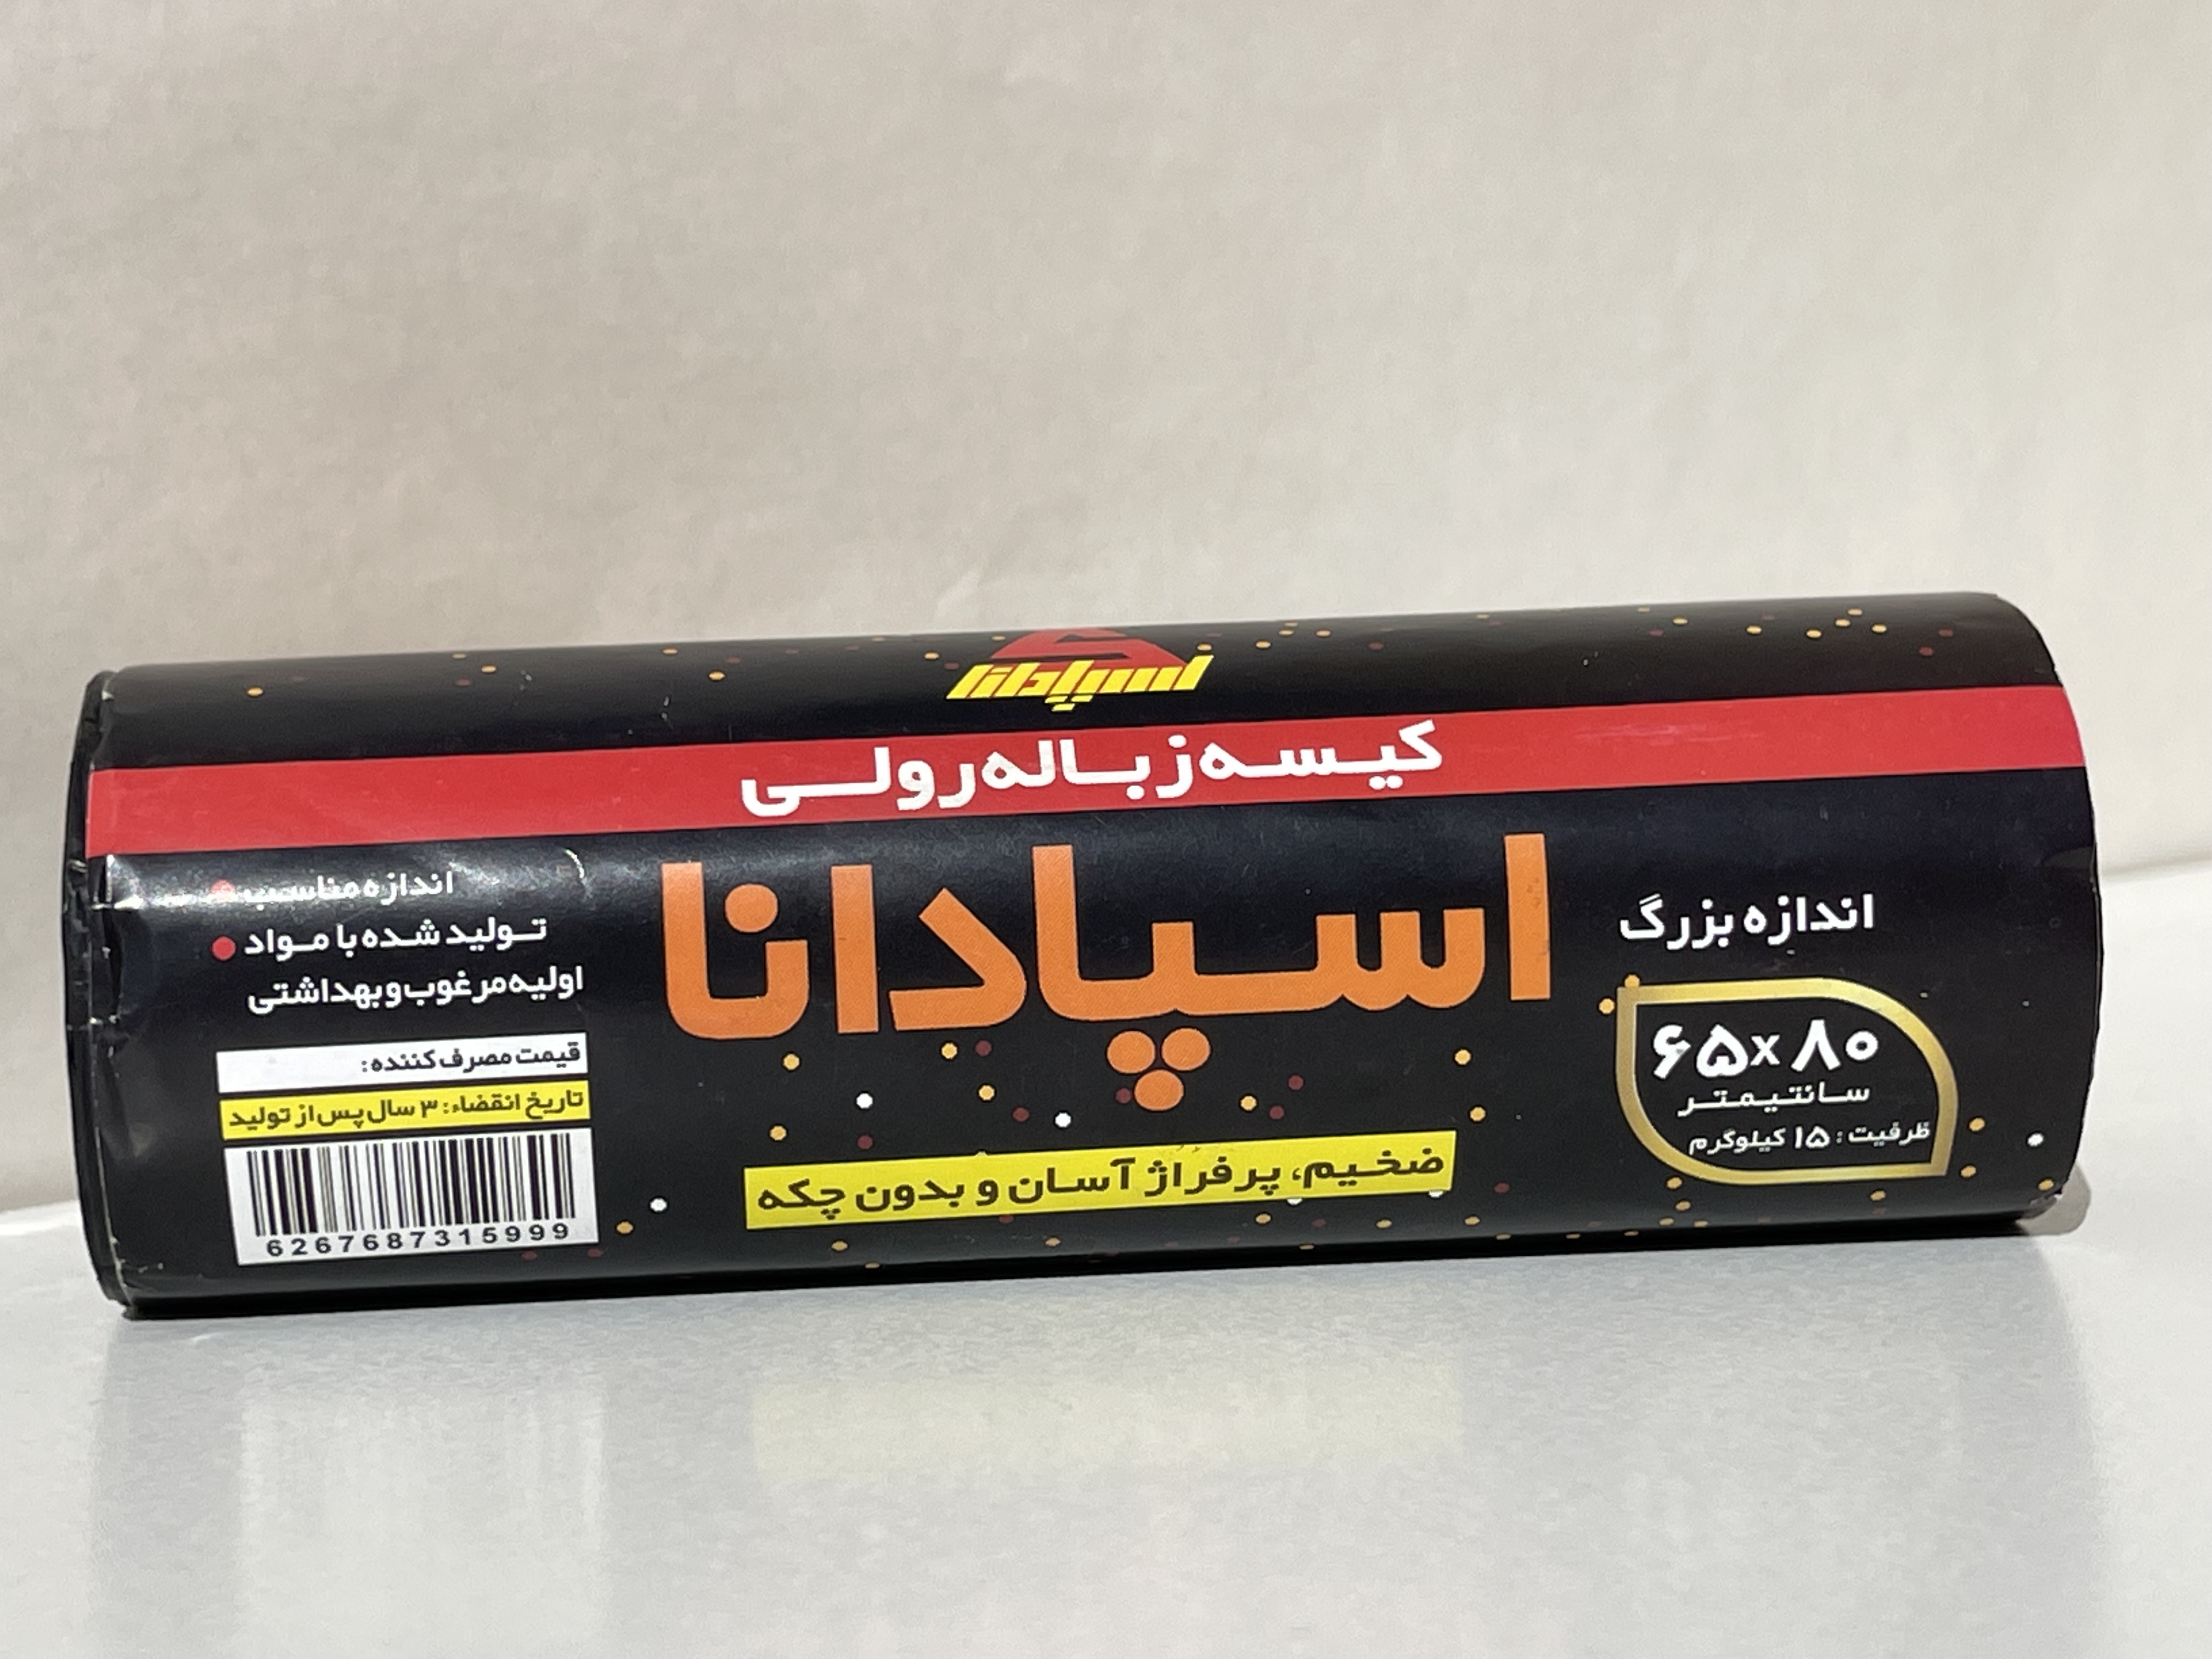 اسپادانا
کیسه زباله رولی
اسپادانا
ضخیم، پرفراژ آسان و بدون چکه
اندازه بزرگ
۶۵x۸۰
سانتیمتر
ظرفیت: ۱۵ کیلوگرم
اندازه مناسب
تولید شده با مواد
اولیه مرغوب و بهداشتی
قیمت مصرف کننده:
تاریخ انقضاء: ۳ سال پس از تولید
6267687315999